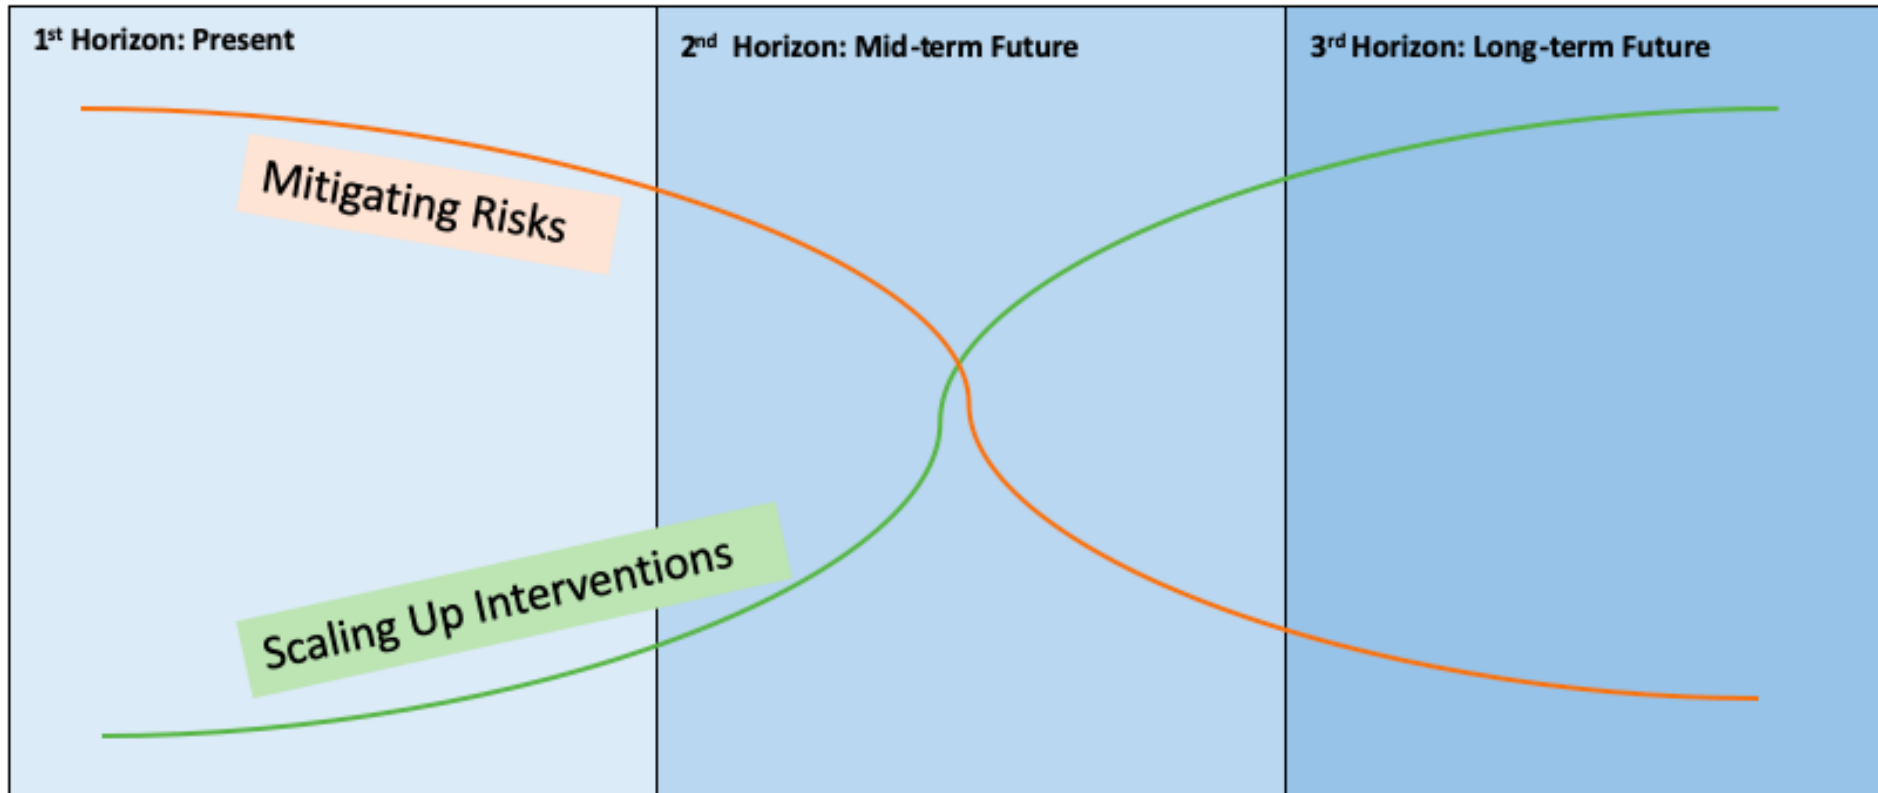 1st Horizon: Present
2nd Horizon: Mid-term Future
3rd Horizon: Long-term Future
Mitigating Risks
Scaling Up Interventions